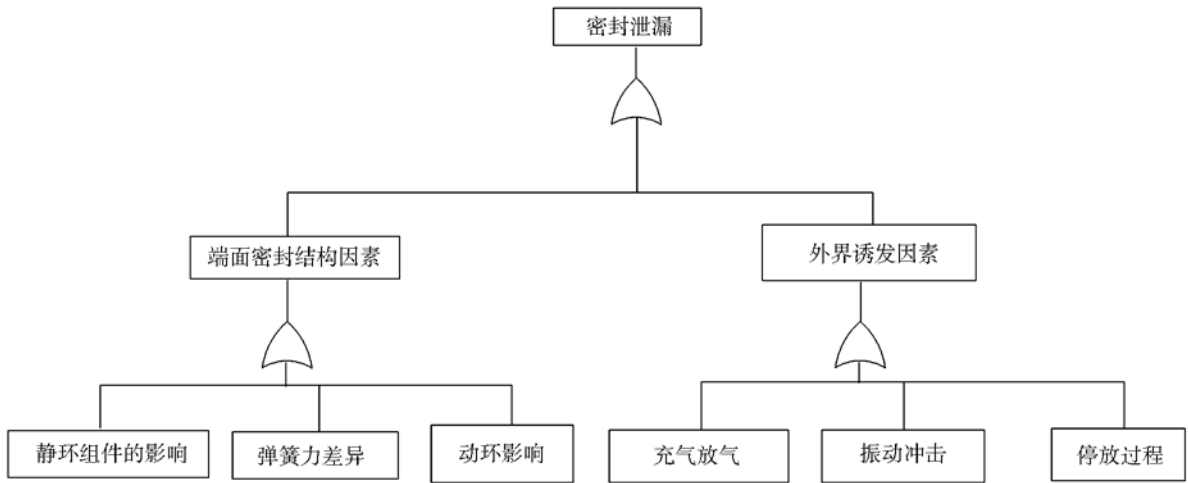 密封泄漏
端面密封结构因素
外界诱发因素
静环组件的影响
弹簧力差异
动环影响
充气放气
振动冲击
停放过程